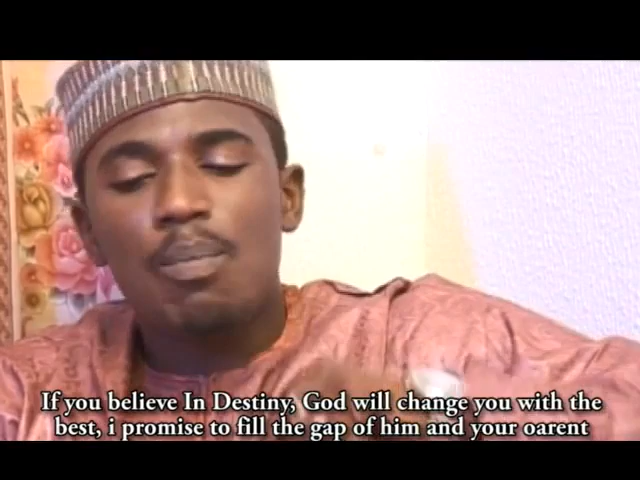 If you believe In Destiny, God will change you with the
best, i promise to fill the gap of him and your oarent